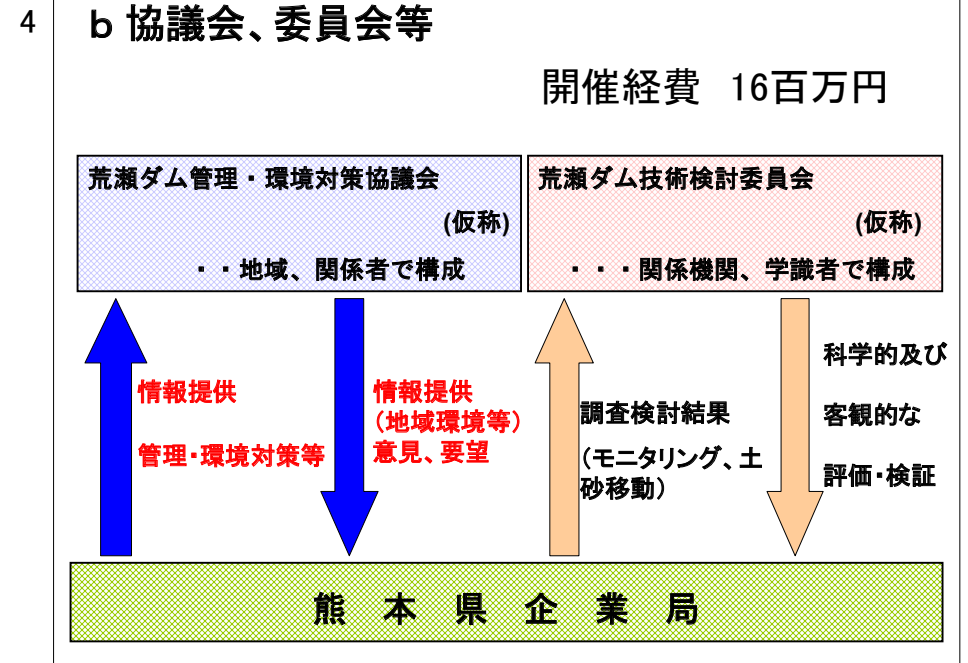 4
b 協議会、委員会等
開催経費　16百万円
荒瀬ダム管理・環境対策協議会
(仮称)
・・地域、関係者で構成
荒瀬ダム技術検討委員会
(仮称)
・・・関係機関、学識者で構成
情報提供
管理・環境対策等
情報提供
（地域環境等）
意見、要望
調査検討結果
（モニタリング、土
砂移動）
科学的及び
客観的な
評価・検証
熊　本　県　企　業　局